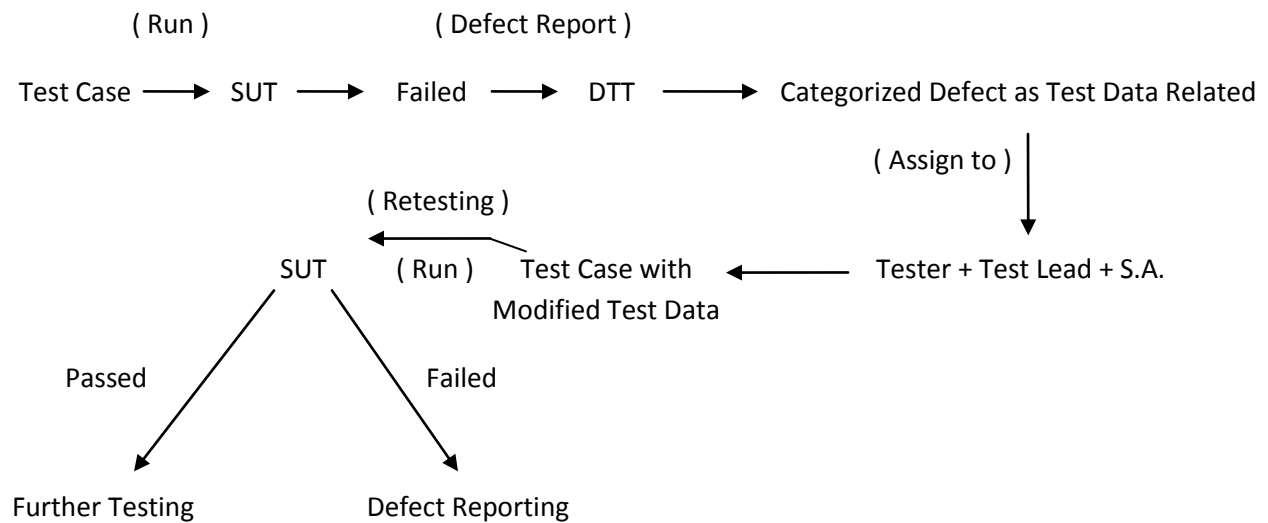 ( Run ) ( Defect Report )
Test Case SUT Failed DTT Categorized Defect as Test Data Related
( Assign to )
( Retesting )
SUT ( Run ) Test Case with Tester + Test Lead + S.A.
Modified Test Data
Passed Failed
Further Testing Defect Reporting